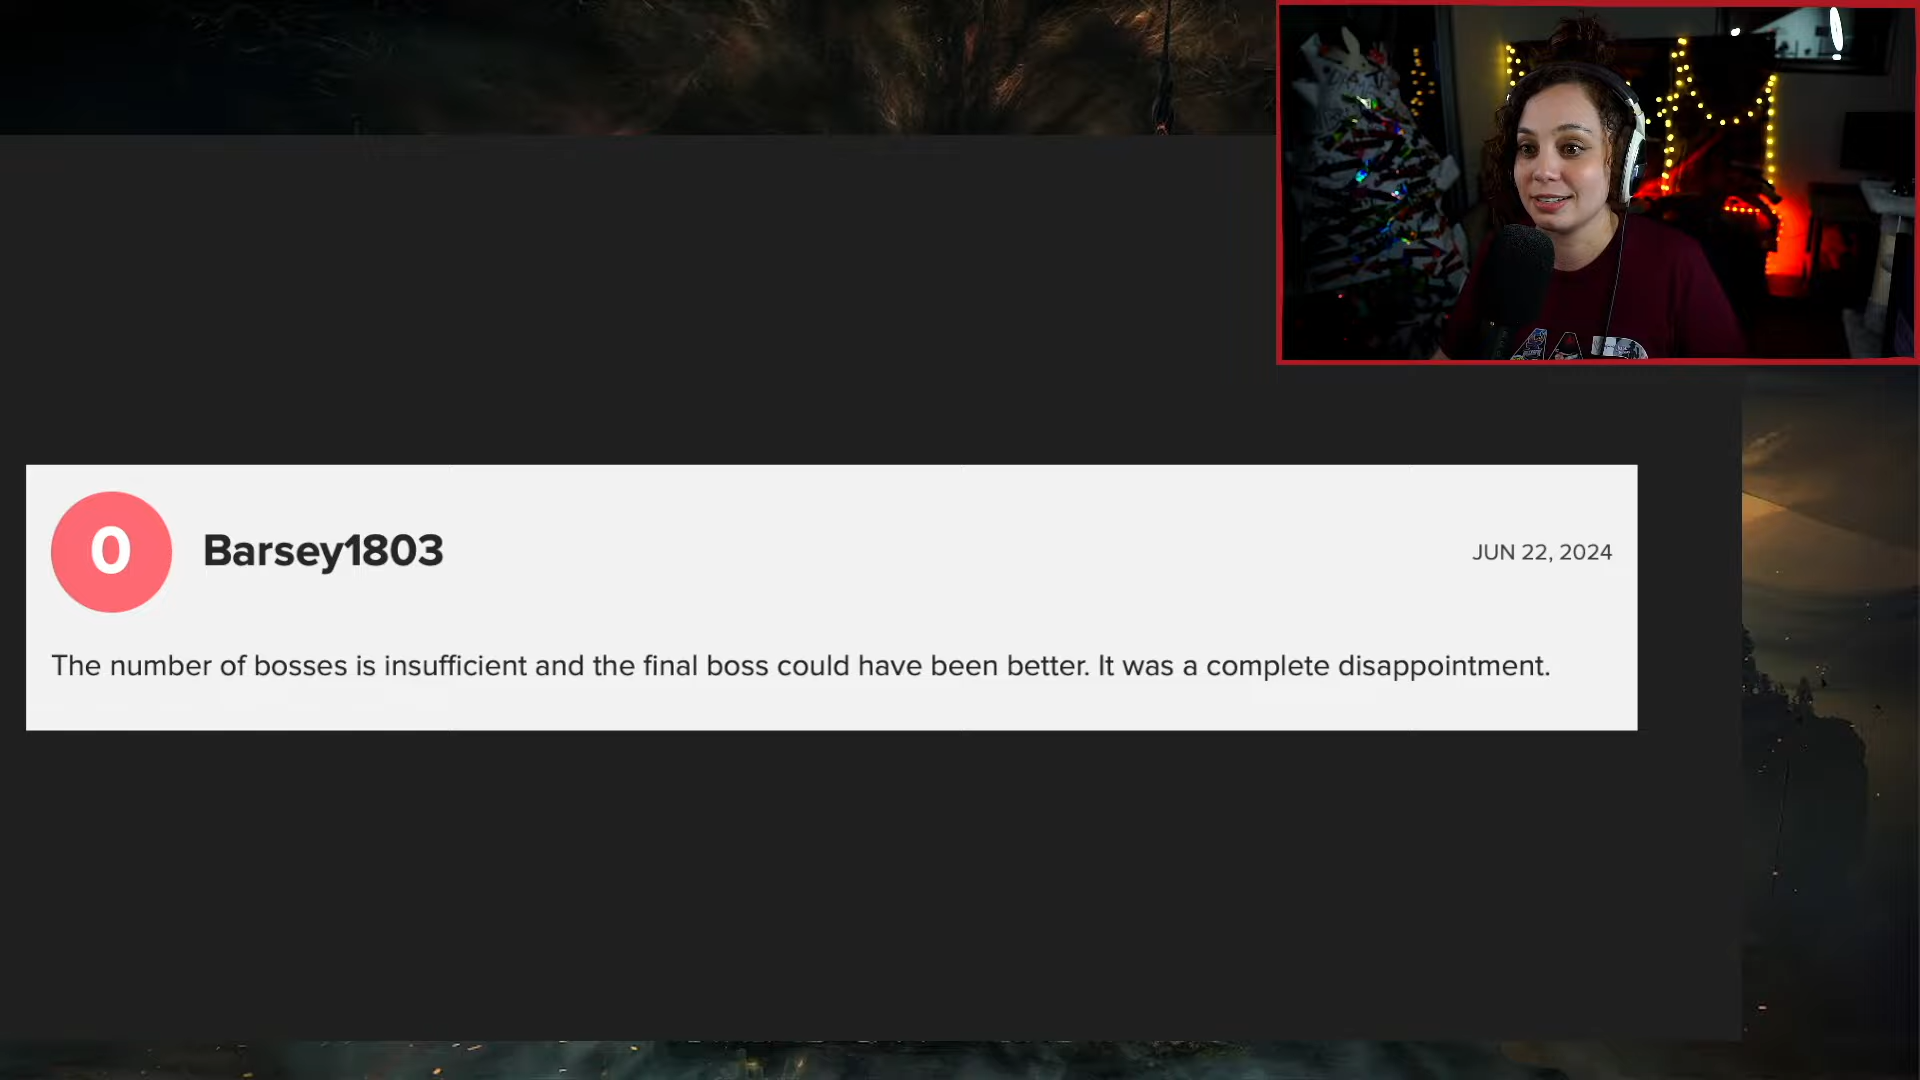 0
Barsey1803
JUN 22, 2024
The number of bosses is insufficient and the final boss could have been better. It was a complete disappointment.